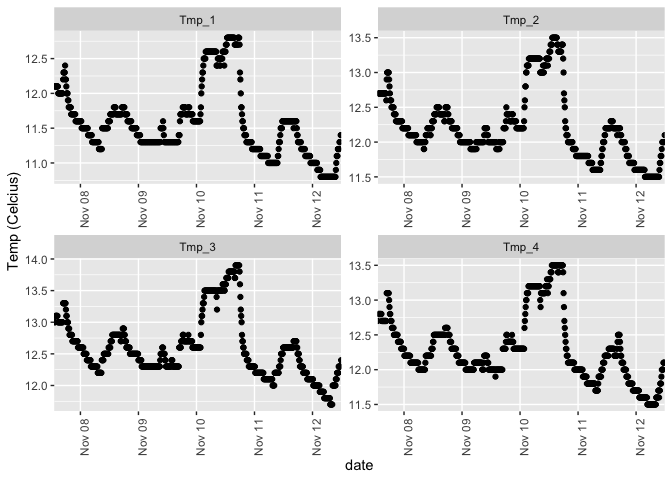 Tmp_1
Tmp_2
12.5
12.0
11.5
11.0
13.5
13.0
12.5
12.0
11.5
Nov 08
Nov 09
Nov 10
Nov 11
Nov 12
Nov 08
Nov 09
Nov 10
Nov 11
Nov 12
Temp (Celcius)
Tmp_3
Tmp_4
14.0
13.5
13.0
12.5
12.0
13.5
13.0
12.5
12.0
11.5
Nov 08
Nov 09
Nov 10
Nov 11
Nov 12
Nov 08
Nov 09
Nov 10
Nov 11
Nov 12
date